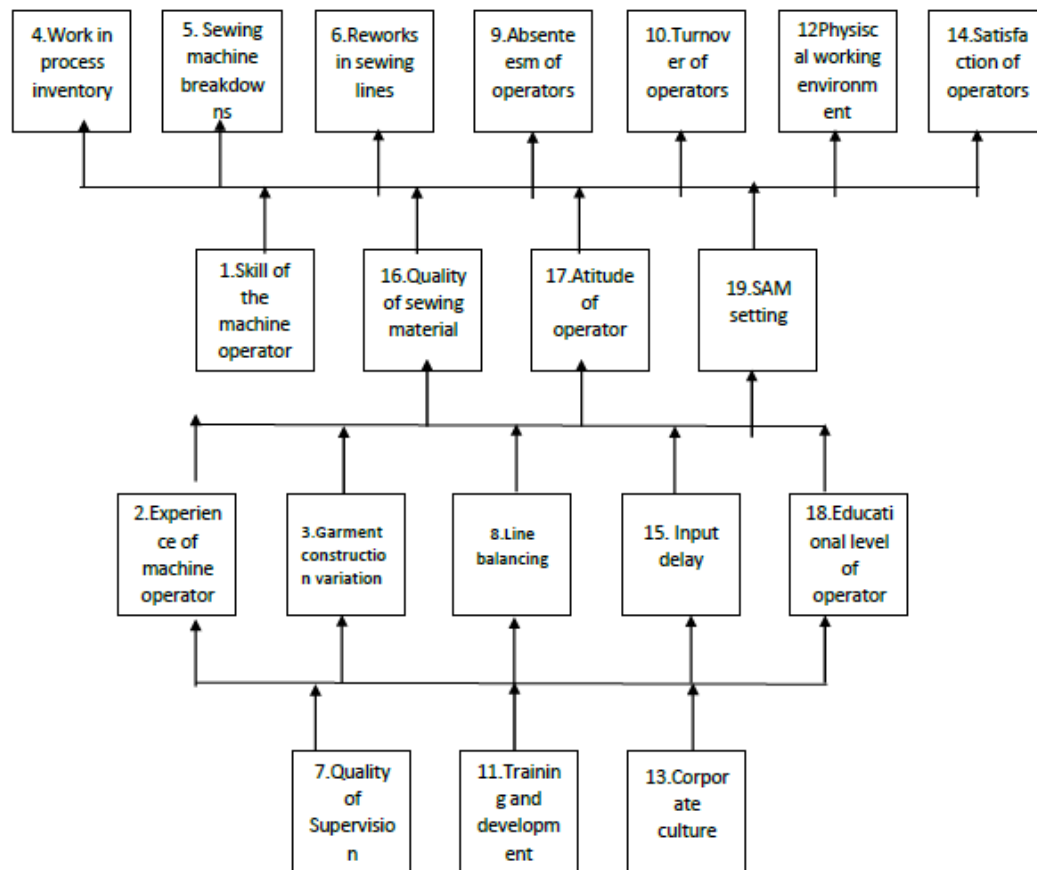 4.Work in
process
inventory
5. Sewing
machine
breakdow
ns
6.Reworks
in sewing
lines
9.Absente
esm of
operators
10.Turnov
er of
operators
12Physisc
al working
environm
ent
14.Satisfa
ction of
operators
1.Skill of
the
machine
operator
16.Quality
of sewing
material
17.Atitude
of
operator
19.SAM
setting
2.Experien
ce of
machine
operator
3.Garment
constructio
n variation
8.Line
balancing
15. Input
delay
18.Educati
onal level
of
operator
7.Quality
of
Supervisio
n
11.Trainin
g and
developm
ent
13.Corpor
ate
culture